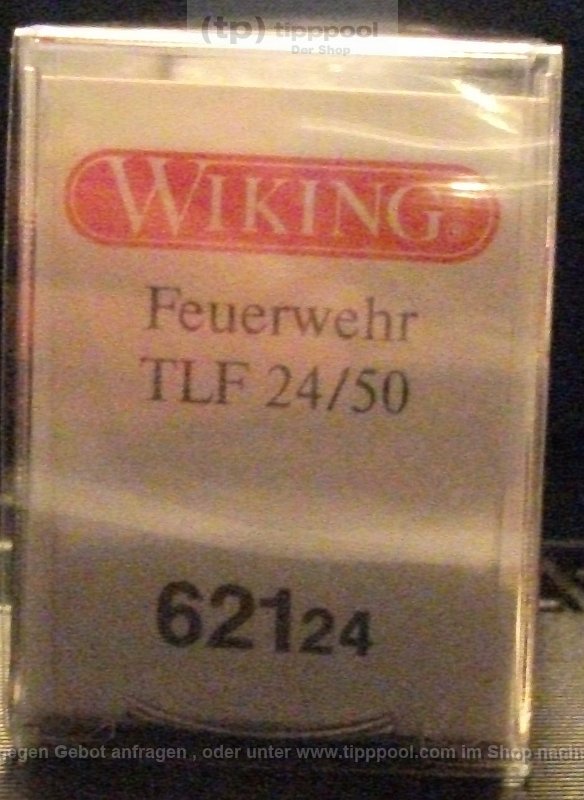 (tp) tipppool
Der Shop
WIKING®
Feuerwehr
TLF 24/50
62124
gegen Gebot anfragen , oder unter www.tipppool.com im Shop